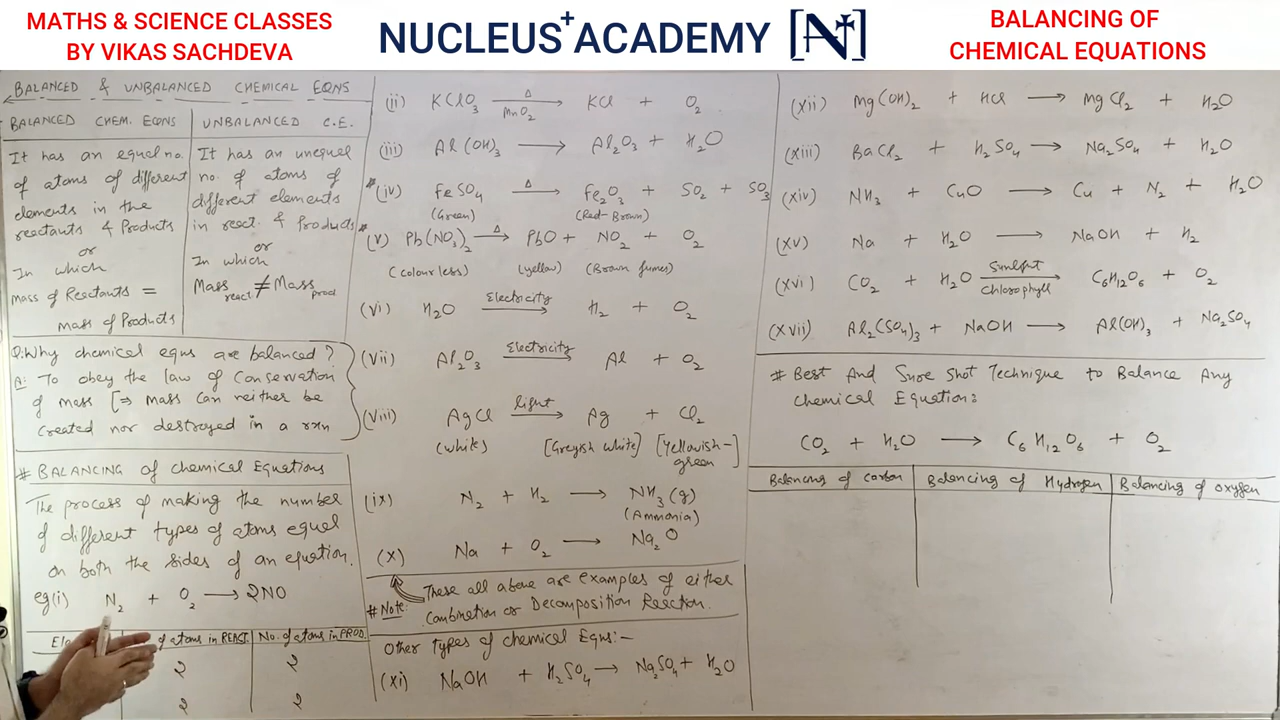 MATHS & SCIENCE CLASSES
BY VIKAS SACHDEVA
NUCLEUS+ ACADEMY [N]
BALANCING OF
CHEMICAL EQUATIONS
BALANCED & UNBALANCED CHEMICAL EQNS
BALANCED CHEM. EQNS
It has an equal no.
of atoms of different
elements in the
reactants & Products
or
In which
Mass of Reactants =
mass of Products
UNBALANCED C.E.
It has an unequal
no. of atoms of
different elements
in react. & Products
or
In which
Mass react. ≠ Mass prod
Q: Why chemical eqns are balanced?
A: To obey the law of Conservation
of mass [⇒ mass can neither be
created nor destroyed in a rxn
# BALANCING of chemical Equations
The process of making the number
of different types of atoms equal
on both the sides of an equation.
eg(i) N₂ + O₂ → 2NO
of atoms in REACT. No. of atoms in PROD.
2 2
2 2
(ii) KClO₃ —Δ/MnO₂→ KCl + O₂
(iii) Al(OH)₃ → Al₂O₃ + H₂O
*(iv) FeSO₄ —Δ→ Fe₂O₃ + SO₂ + SO₃
(Green) (Red-Brown)
*(v) Pb(NO₃)₂ —Δ→ PbO + NO₂ + O₂
(colourless) (yellow) (Brown fumes)
(vi) H₂O —Electricity→ H₂ + O₂
(vii) Al₂O₃ —Electricity→ Al + O₂
(viii) AgCl —light→ Ag + Cl₂
(white) [Greyish white] [Yellowish-
green]
(ix) N₂ + H₂ → NH₃(g)
(Ammonia)
(x) Na + O₂ → Na₂O
# Note: These all above are examples of either
Combination or Decomposition Reaction.
Other types of chemical Eqns:-
(xi) NaOH + H₂SO₄ → Na₂SO₄ + H₂O
(xii) Mg(OH)₂ + HCl → MgCl₂ + H₂O
(xiii) BaCl₂ + H₂SO₄ → Na₂SO₄ + H₂O
(xiv) NH₃ + CuO → Cu + N₂ + H₂O
(xv) Na + H₂O → NaOH + H₂
(xvi) CO₂ + H₂O —Sunlight/Chlorophyll→ C₆H₁₂O₆ + O₂
(xvii) Al₂(SO₄)₃ + NaOH → Al(OH)₃ + Na₂SO₄
# Best And Sure Shot Technique to Balance Any
Chemical Equation:
CO₂ + H₂O → C₆H₁₂O₆ + O₂
Balancing of carbon Balancing of Hydrogen Balancing of oxygen